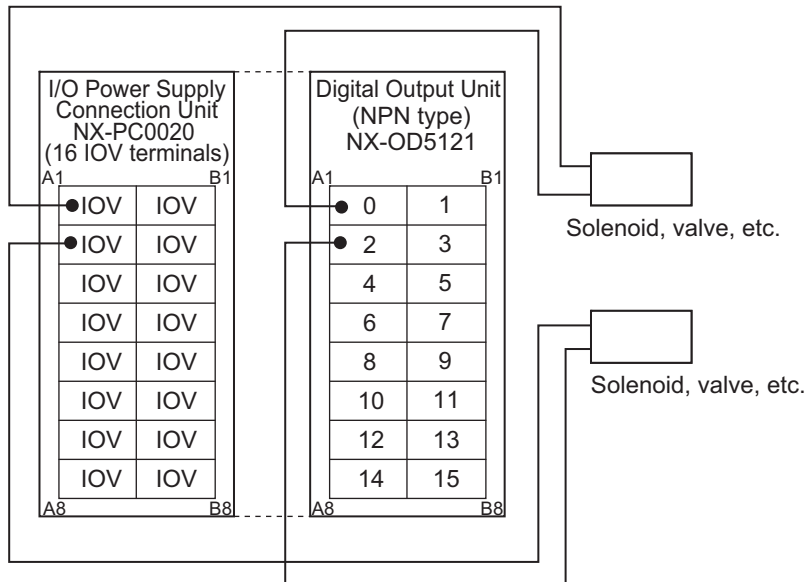 I/O Power Supply
Connection Unit
NX-PC0020
(16 IOV terminals)
A1 B1
IOV IOV
IOV IOV
IOV IOV
IOV IOV
IOV IOV
IOV IOV
IOV IOV
IOV IOV
A8 B8
Digital Output Unit
(NPN type)
NX-OD5121
A1 B1
0 1
2 3
4 5
6 7
8 9
10 11
12 13
14 15
A8 B8
Solenoid, valve, etc.
Solenoid, valve, etc.